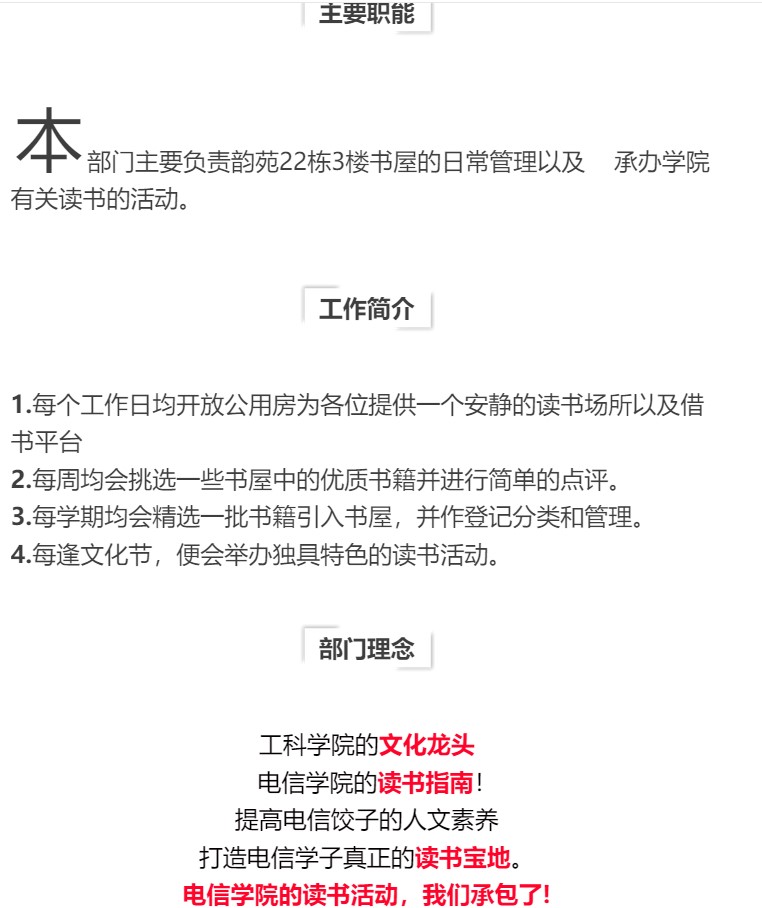 主要职能
本部门主要负责韵苑22栋3楼书屋的日常管理以及 承办学院
有关读书的活动。
工作简介
1.每个工作日均开放公用房为各位提供一个安静的读书场所以及借
书平台
2.每周均会挑选一些书屋中的优质书籍并进行简单的点评。
3.每学期均会精选一批书籍引入书屋，并作登记分类和管理。
4.每逢文化节，便会举办独具特色的读书活动。
部门理念
工科学院的文化龙头
电信学院的读书指南！
提高电信饺子的人文素养
打造电信学子真正的读书宝地。
电信学院的读书活动，我们承包了!